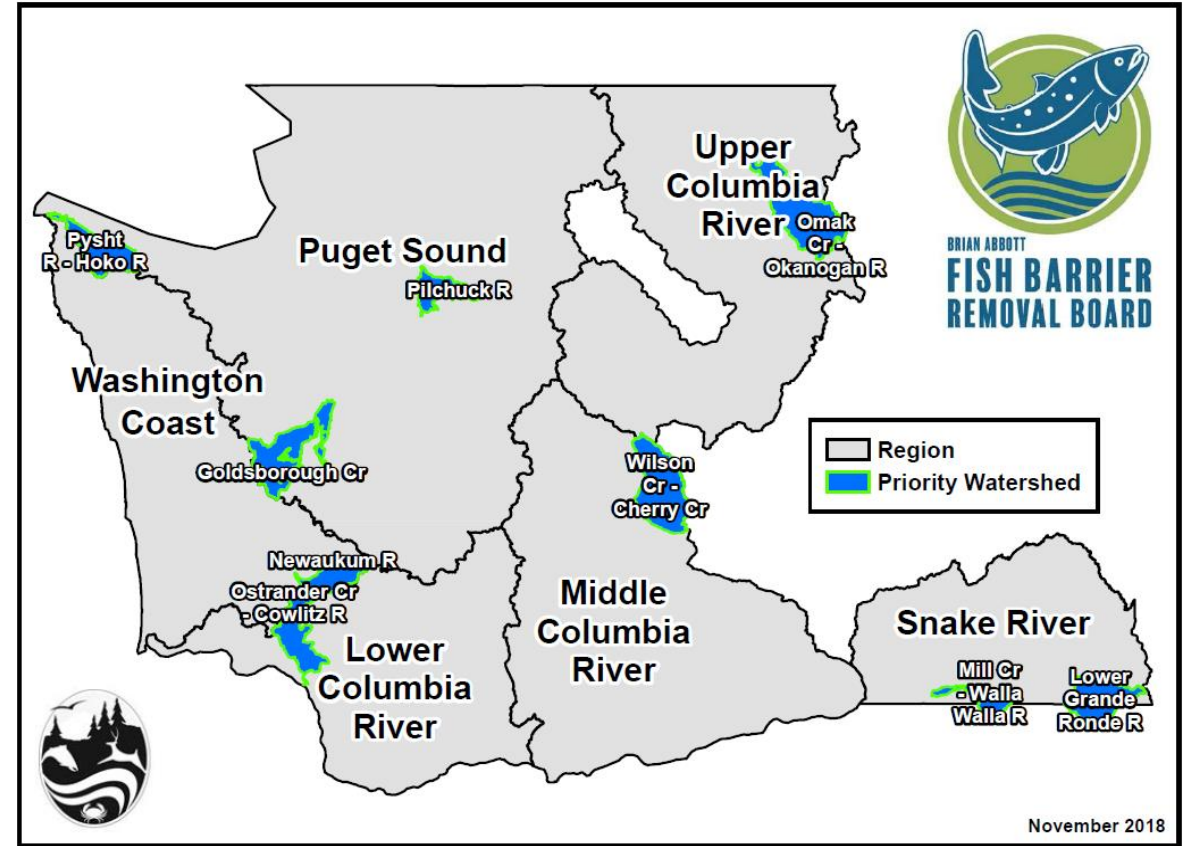 Upper
Columbia
River
Omak
Cr -
Okanogan R
BRIAN ABBOTT
FISH BARRIER
REMOVAL BOARD
Pysht
R - Hoko R
Puget Sound
Pilchuck R
Washington
Coast
Goldsborough Cr
Region
Priority Watershed
Wilson
Cr -
Cherry Cr
Newaukum R
Ostrander Cr
- Cowlitz R
Lower
Columbia
River
Middle
Columbia
River
Snake River
Mill Cr
- Walla
Walla R
Lower
Grande
Ronde R
November 2018